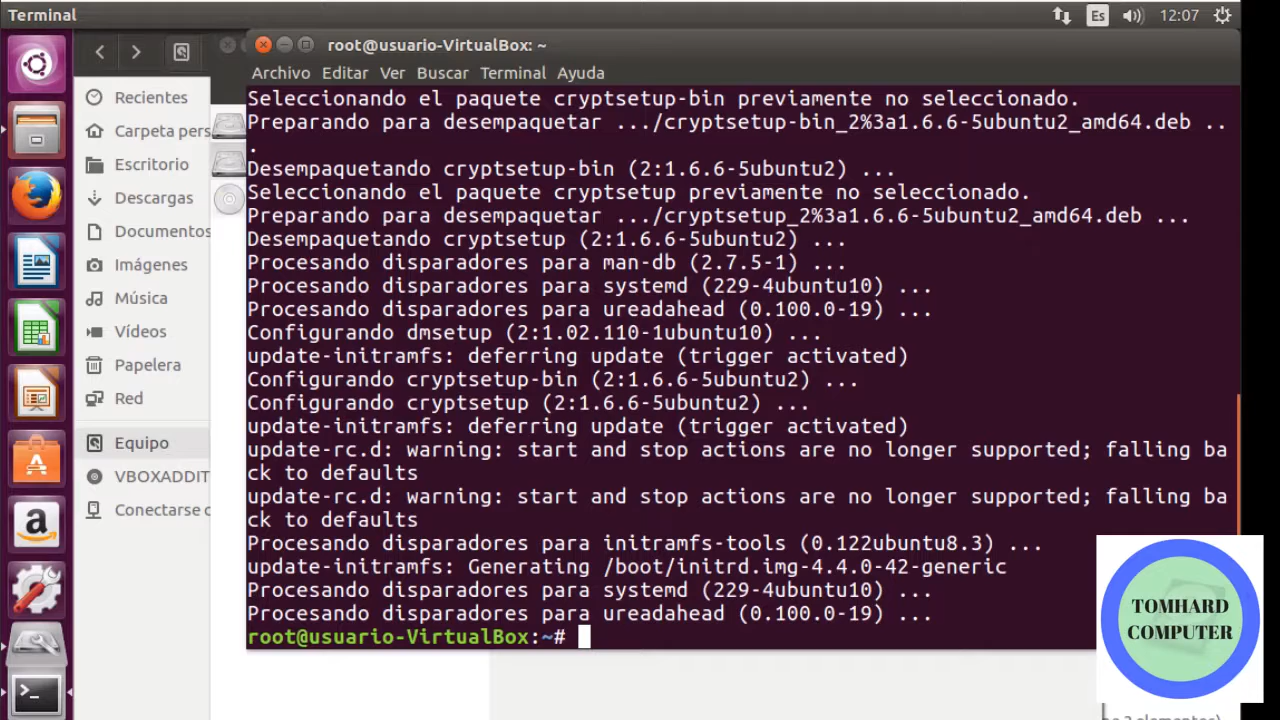 Terminal
Es
12:07
root@usuario-VirtualBox: ~
Archivo Editar Ver Buscar Terminal Ayuda
Recientes
Carpeta pers
Escritorio
Descargas
Documentos
Imágenes
Música
Vídeos
Papelera
Red
Equipo
VBOXADDIT
Conectarse c
Seleccionando el paquete cryptsetup-bin previamente no seleccionado.
Preparando para desempaquetar .../cryptsetup-bin_2%3a1.6.6-5ubuntu2_amd64.deb ..
.
Desempaquetando cryptsetup-bin (2:1.6.6-5ubuntu2) ...
Seleccionando el paquete cryptsetup previamente no seleccionado.
Preparando para desempaquetar .../cryptsetup_2%3a1.6.6-5ubuntu2_amd64.deb ...
Desempaquetando cryptsetup (2:1.6.6-5ubuntu2) ...
Procesando disparadores para man-db (2.7.5-1) ...
Procesando disparadores para systemd (229-4ubuntu10) ...
Procesando disparadores para ureadahead (0.100.0-19) ...
Configurando dmsetup (2:1.02.110-1ubuntu10) ...
update-initramfs: deferring update (trigger activated)
Configurando cryptsetup-bin (2:1.6.6-5ubuntu2) ...
Configurando cryptsetup (2:1.6.6-5ubuntu2) ...
update-initramfs: deferring update (trigger activated)
update-rc.d: warning: start and stop actions are no longer supported; falling ba
ck to defaults
update-rc.d: warning: start and stop actions are no longer supported; falling ba
ck to defaults
Procesando disparadores para initramfs-tools (0.122ubuntu8.3) ...
update-initramfs: Generating /boot/initrd.img-4.4.0-42-generic
Procesando disparadores para systemd (229-4ubuntu10) ...
Procesando disparadores para ureadahead (0.100.0-19) ...
root@usuario-VirtualBox:~#
TOMHARD
COMPUTER